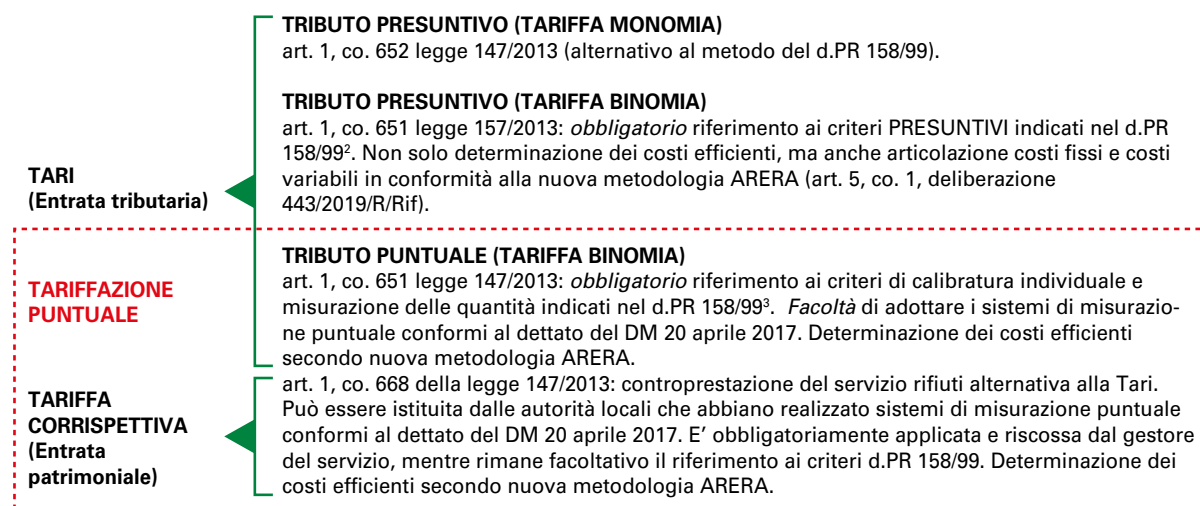 TRIBUTO PRESUNTIVO (TARIFFA MONOMIA)
art. 1, co. 652 legge 147/2013 (alternativo al metodo del d.PR 158/99).
TRIBUTO PRESUNTIVO (TARIFFA BINOMIA)
art. 1, co. 651 legge 157/2013: obbligatorio riferimento ai criteri PRESUNTIVI indicati nel d.PR
158/99². Non solo determinazione dei costi efficienti, ma anche articolazione costi fissi e costi
variabili in conformità alla nuova metodologia ARERA (art. 5, co. 1, deliberazione
443/2019/R/Rif).
TARI
(Entrata tributaria)
TRIBUTO PUNTUALE (TARIFFA BINOMIA)
art. 1, co. 651 legge 147/2013: obbligatorio riferimento ai criteri di calibratura individuale e
misurazione delle quantità indicati nel d.PR 158/99³. Facoltà di adottare i sistemi di misurazio-
ne puntuale conformi al dettato del DM 20 aprile 2017. Determinazione dei costi efficienti
secondo nuova metodologia ARERA.
TARIFFAZIONE
PUNTUALE
TARIFFA
CORRISPETTIVA
(Entrata
patrimoniale)
art. 1, co. 668 della legge 147/2013: controprestazione del servizio rifiuti alternativa alla Tari.
Può essere istituita dalle autorità locali che abbiano realizzato sistemi di misurazione puntuale
conformi al dettato del DM 20 aprile 2017. E' obbligatoriamente applicata e riscossa dal gestore
del servizio, mentre rimane facoltativo il riferimento ai criteri d.PR 158/99. Determinazione dei
costi efficienti secondo nuova metodologia ARERA.